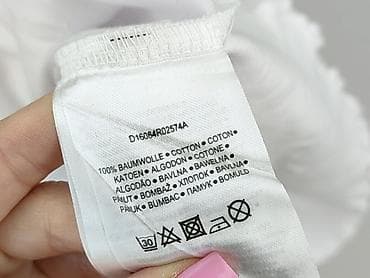 D16084R02574A
100% BAUMWOLLE • COTTON • COTON •
KATOEN • ALGODON • COTONE •
ALGODÃO • BAVLNA • BAWEŁNA •
PAMUT • BOMBAŽ • ХЛОПОК • BAVLNA •
PAMUK • BUMBAC • ПАМУК • BOMULD
30